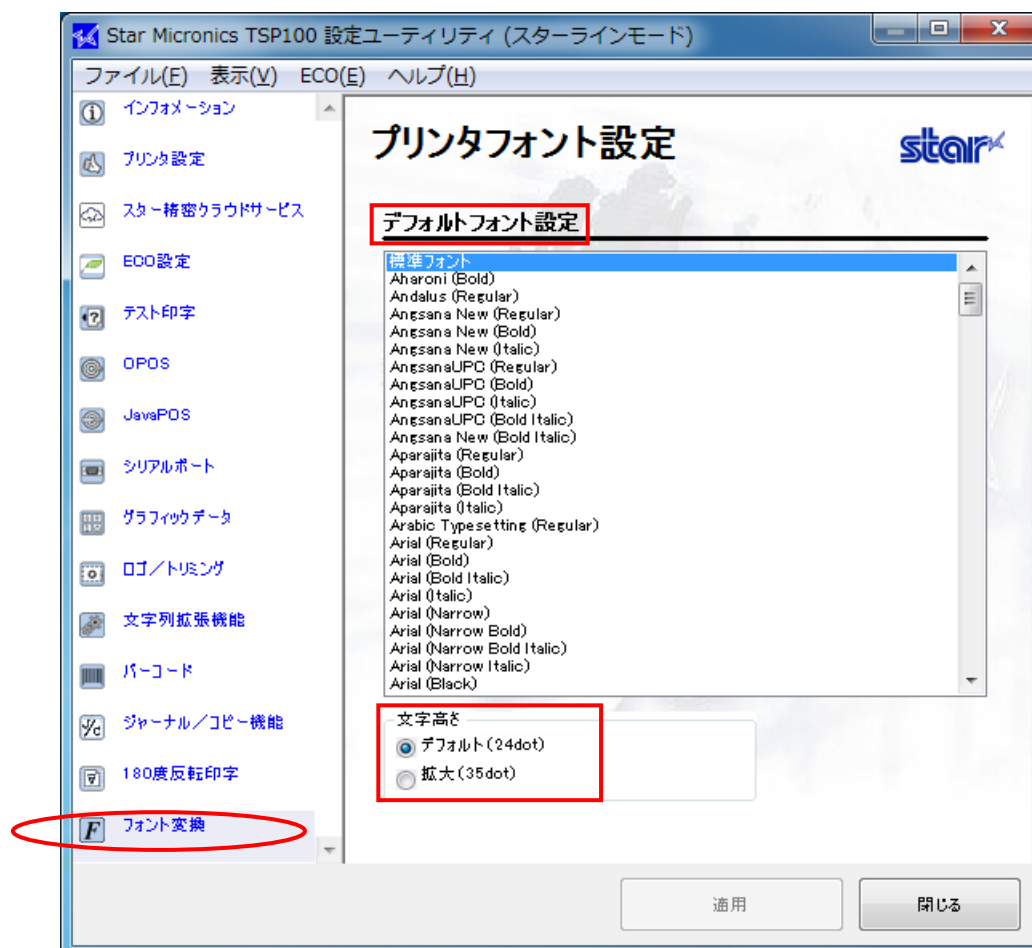 Star Micronics TSP100 設定ユーティリティ (スターラインモード)
ファイル(F) 表示(V) ECO(E) ヘルプ(H)
インフォメーション
プリンタ設定
スター精密クラウドサービス
ECO設定
テスト印字
OPOS
JavaPOS
シリアルポート
グラフィックデータ
ロゴ／トリミング
文字列拡張機能
バーコード
ジャーナル／コピー機能
180度反転印字
フォント変換
プリンタフォント設定
star
デフォルトフォント設定
標準フォント
Aharoni (Bold)
Andalus (Regular)
Angsana New (Regular)
Angsana New (Bold)
Angsana New (Italic)
AngsanaUPC (Regular)
AngsanaUPC (Bold)
AngsanaUPC (Italic)
AngsanaUPC (Bold Italic)
Angsana New (Bold Italic)
Aparajita (Regular)
Aparajita (Bold)
Aparajita (Bold Italic)
Aparajita (Italic)
Arabic Typesetting (Regular)
Arial (Regular)
Arial (Bold)
Arial (Bold Italic)
Arial (Italic)
Arial (Narrow)
Arial (Narrow Bold)
Arial (Narrow Bold Italic)
Arial (Narrow Italic)
Arial (Black)
文字高さ
デフォルト(24dot)
拡大(35dot)
適用
閉じる